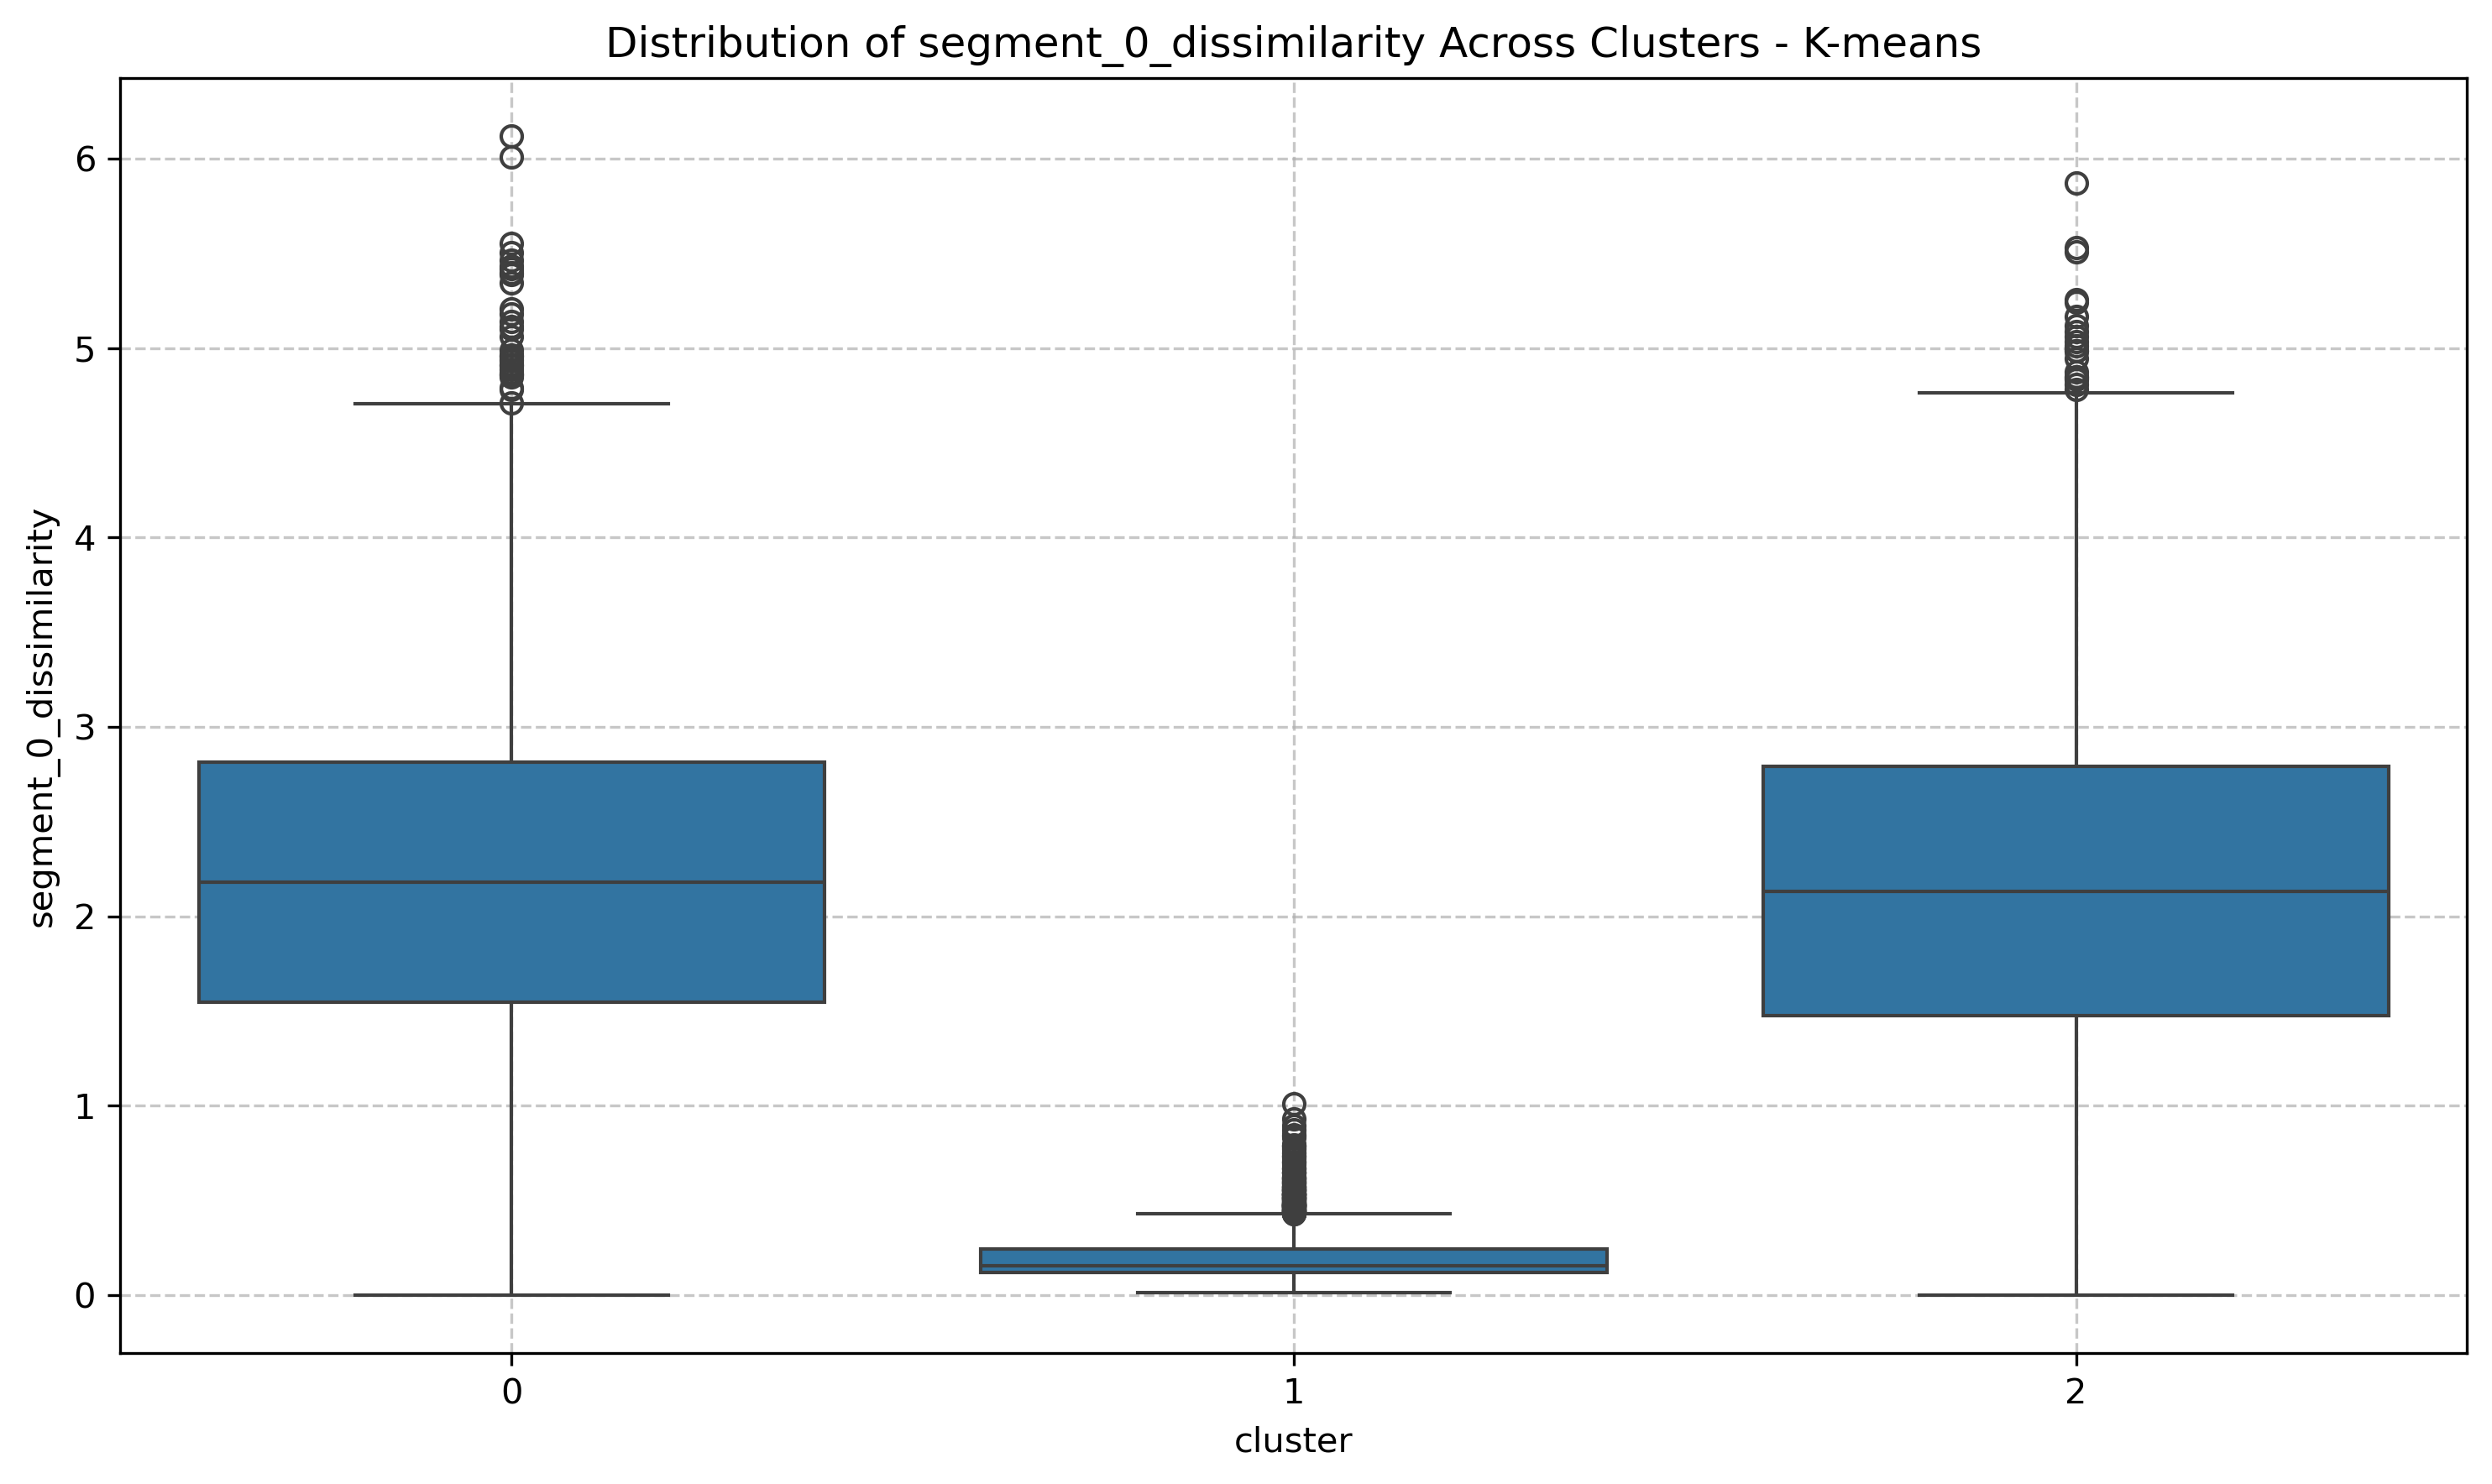 Distribution of segment_0_dissimilarity Across Clusters - K-means
segment_0_dissimilarity
6
5
4
3
2
1
0
0 1 2
cluster